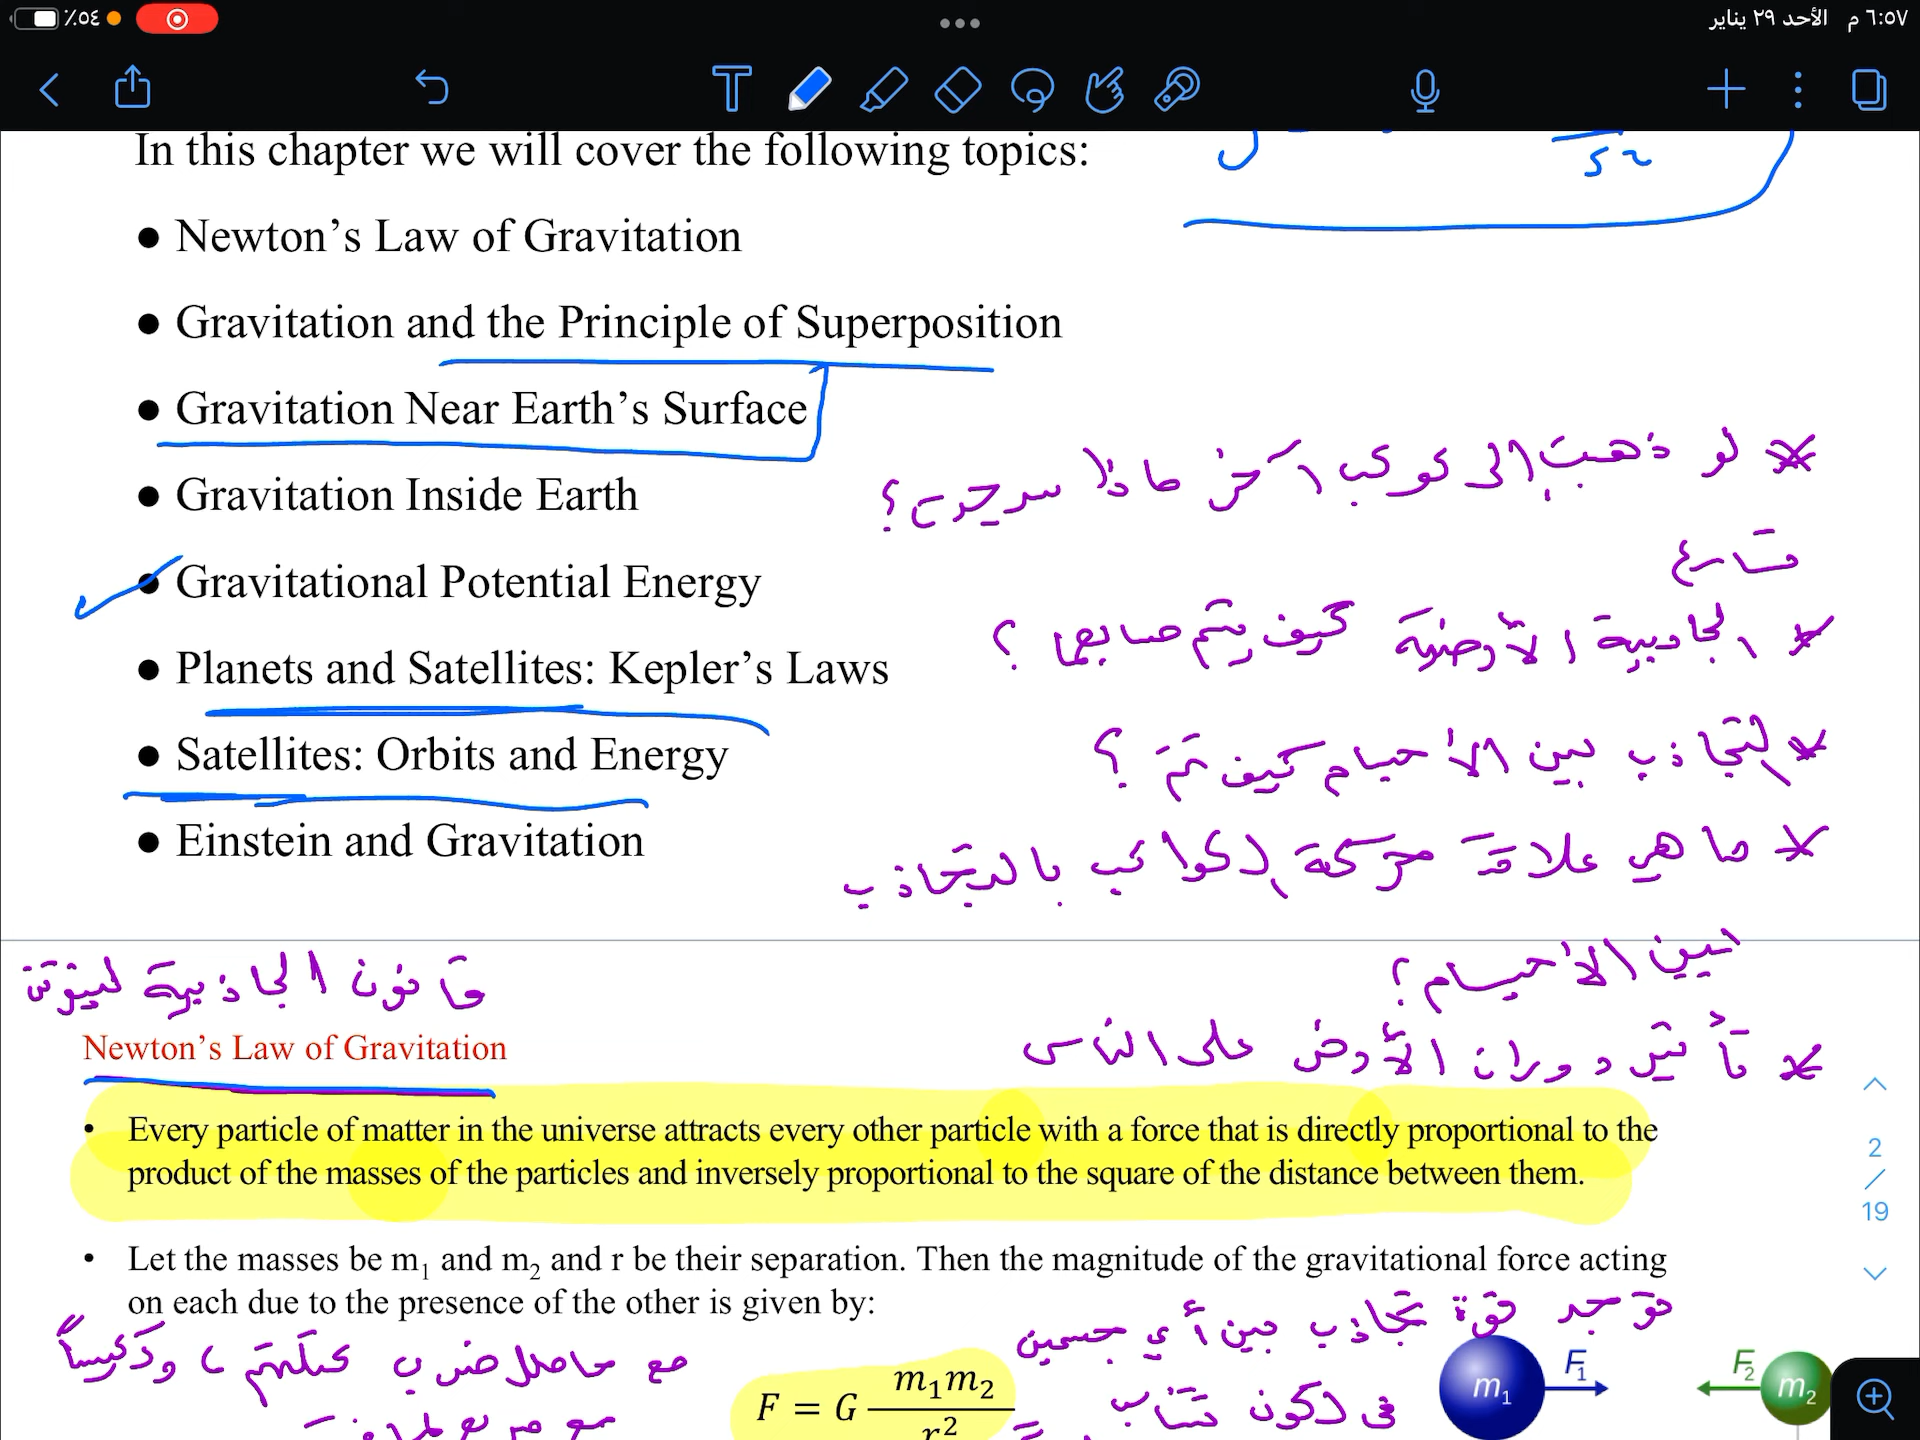 ٪٥٤
٦:٥٧ م الأحد ٢٩ يناير
In this chapter we will cover the following topics:
● Newton's Law of Gravitation
● Gravitation and the Principle of Superposition
● Gravitation Near Earth's Surface
● Gravitation Inside Earth
● Gravitational Potential Energy
● Planets and Satellites: Kepler's Laws
● Satellites: Orbits and Energy
● Einstein and Gravitation
* لو ذهبت إلى كوكب آخر ماذا سيحدث؟
* الجاذبية الأرضية كيف يتم حسابها؟
* التجاذب بين الأجسام كيف تم؟
* ما هي علاقة حركة الكواكب بالتجاذب
بين الأجسام؟
* تأثير دوران الأرض على الناس
قانون الجاذبية لنيوتن
Newton's Law of Gravitation
• Every particle of matter in the universe attracts every other particle with a force that is directly proportional to the
product of the masses of the particles and inversely proportional to the square of the distance between them.
• Let the masses be m₁ and m₂ and r be their separation. Then the magnitude of the gravitational force acting
on each due to the presence of the other is given by:
توجد قوة تجاذب بين أي جسمين
في الكون تتناسب
مع حاصل ضرب كتلتهم، وعكسياً
مع مربع
F = G m₁m₂ / r²
m₁ F₁ F₂ m₂
2 / 19